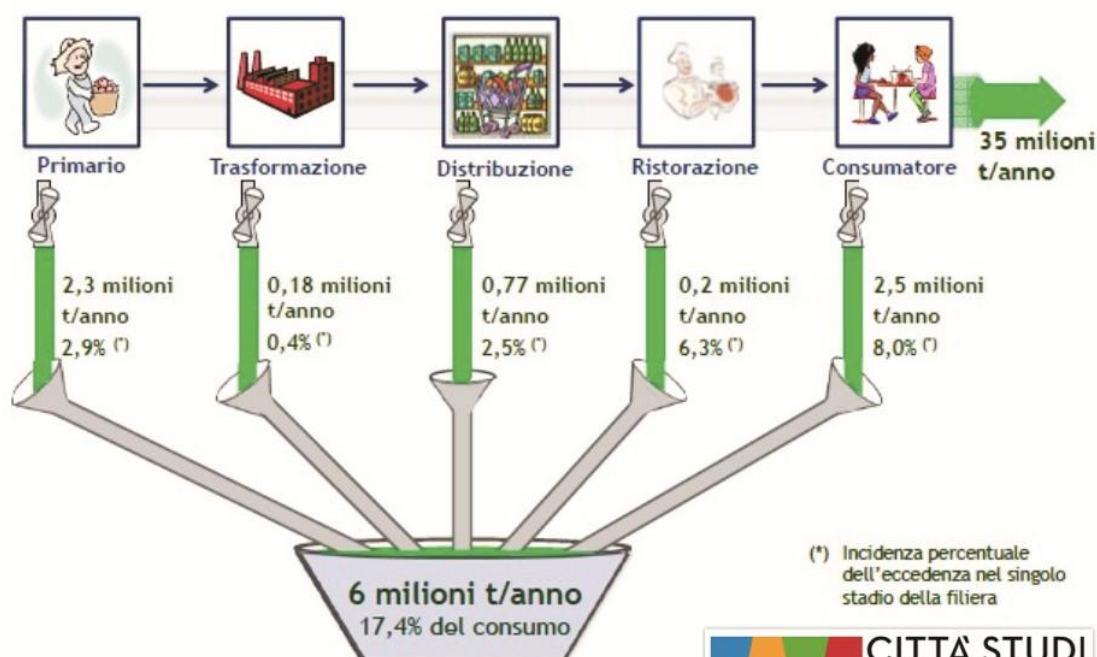 Primario
Trasformazione
Distribuzione
Ristorazione
Consumatore
35 milioni
t/anno
2,3 milioni
t/anno
2,9% (*)
0,18 milioni
t/anno
0,4% (*)
0,77 milioni
t/anno
2,5% (*)
0,2 milioni
t/anno
6,3% (*)
2,5 milioni
t/anno
8,0% (*)
6 milioni t/anno
17,4% del consumo
(*) Incidenza percentuale
dell'eccedenza nel singolo
stadio della filiera
CITTÀ STUDI